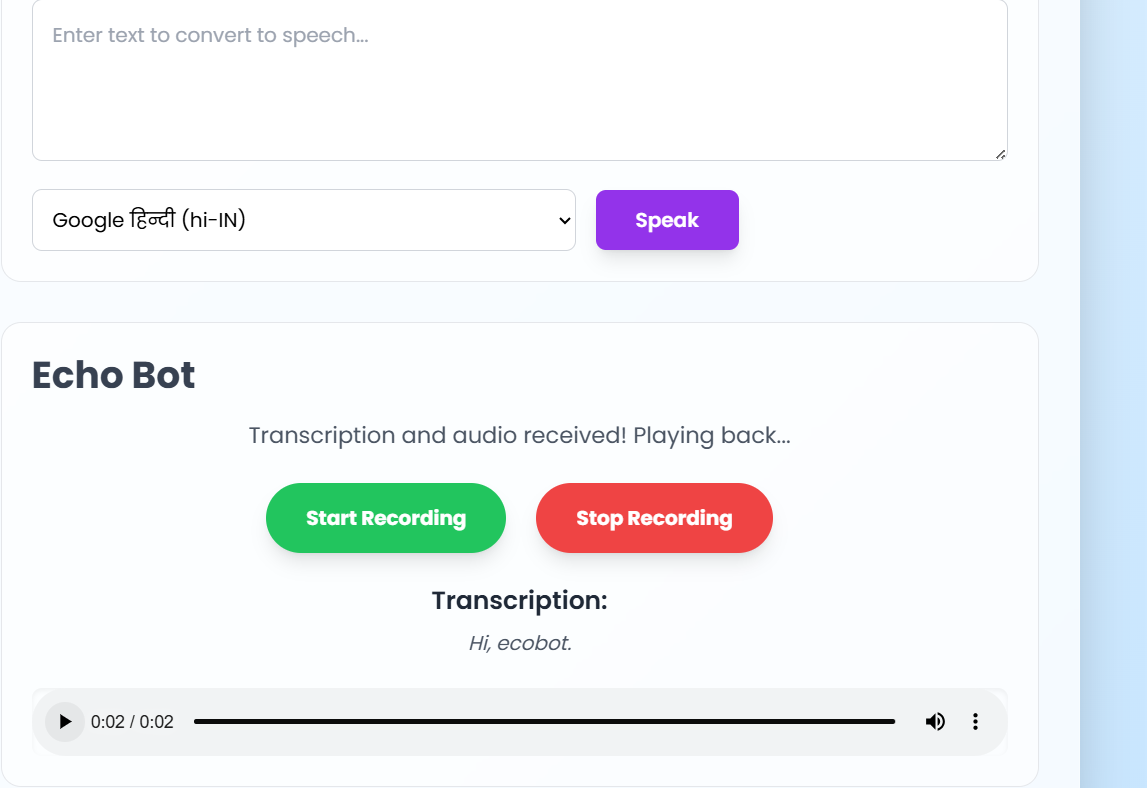 Enter text to convert to speech...
Google हिन्दी (hi-IN)
Speak
Echo Bot
Transcription and audio received! Playing back...
Start Recording
Stop Recording
Transcription:
Hi, ecobot.
0:02 / 0:02